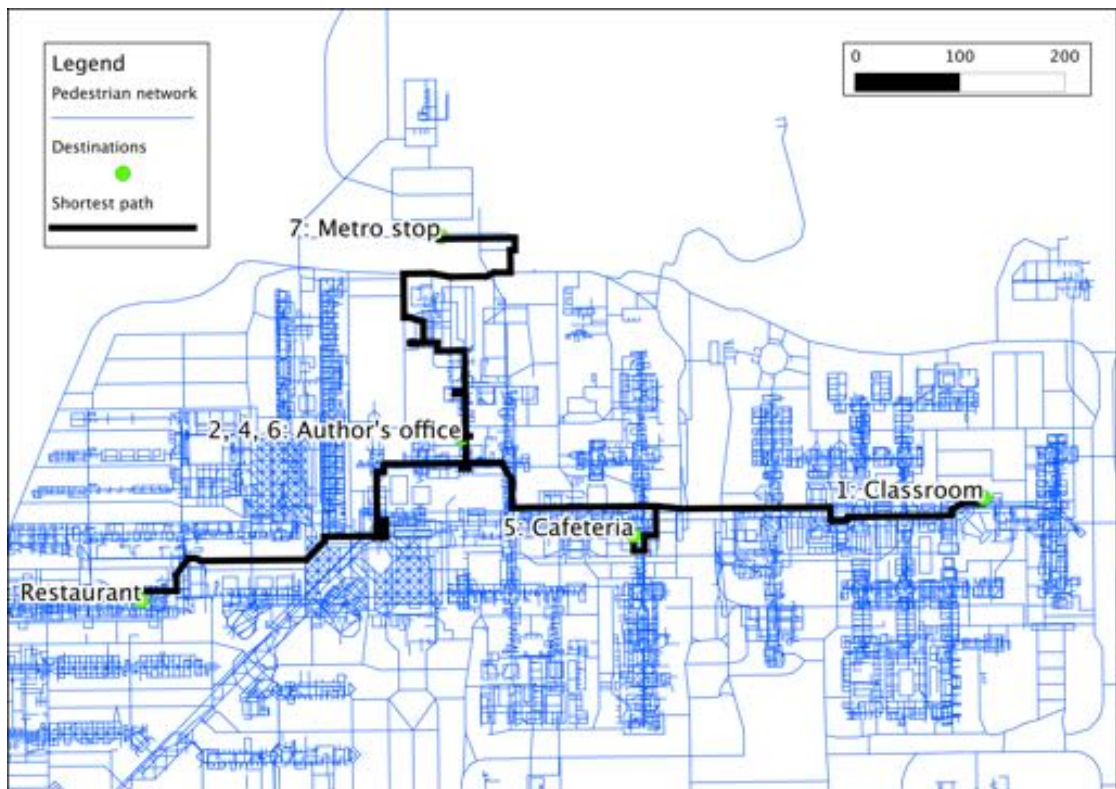 Legend
Pedestrian network
Destinations
Shortest path
0 100 200
7: Metro stop
2, 4, 6: Author's office
1: Classroom
5: Cafeteria
Restaurant